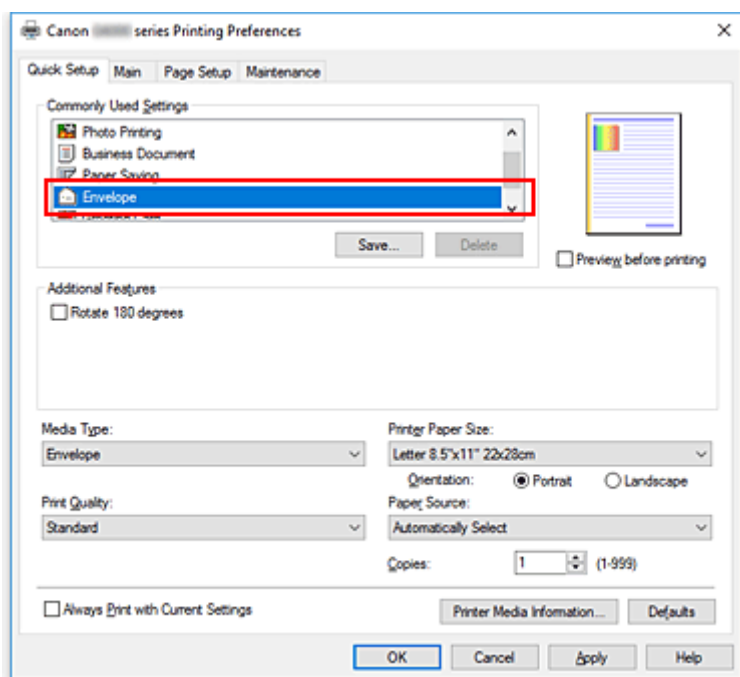 Canon series Printing Preferences
Quick Setup Main Page Setup Maintenance
Commonly Used Settings
Photo Printing
Business Document
Paper Saving
Envelope
Save... Delete
Preview before printing
Additional Features
Rotate 180 degrees
Media Type: Printer Paper Size:
Envelope Letter 8.5"x11" 22x28cm
Orientation: Portrait Landscape
Print Quality: Paper Source:
Standard Automatically Select
Copies: 1 (1-999)
Always Print with Current Settings Printer Media Information... Defaults
OK Cancel Apply Help